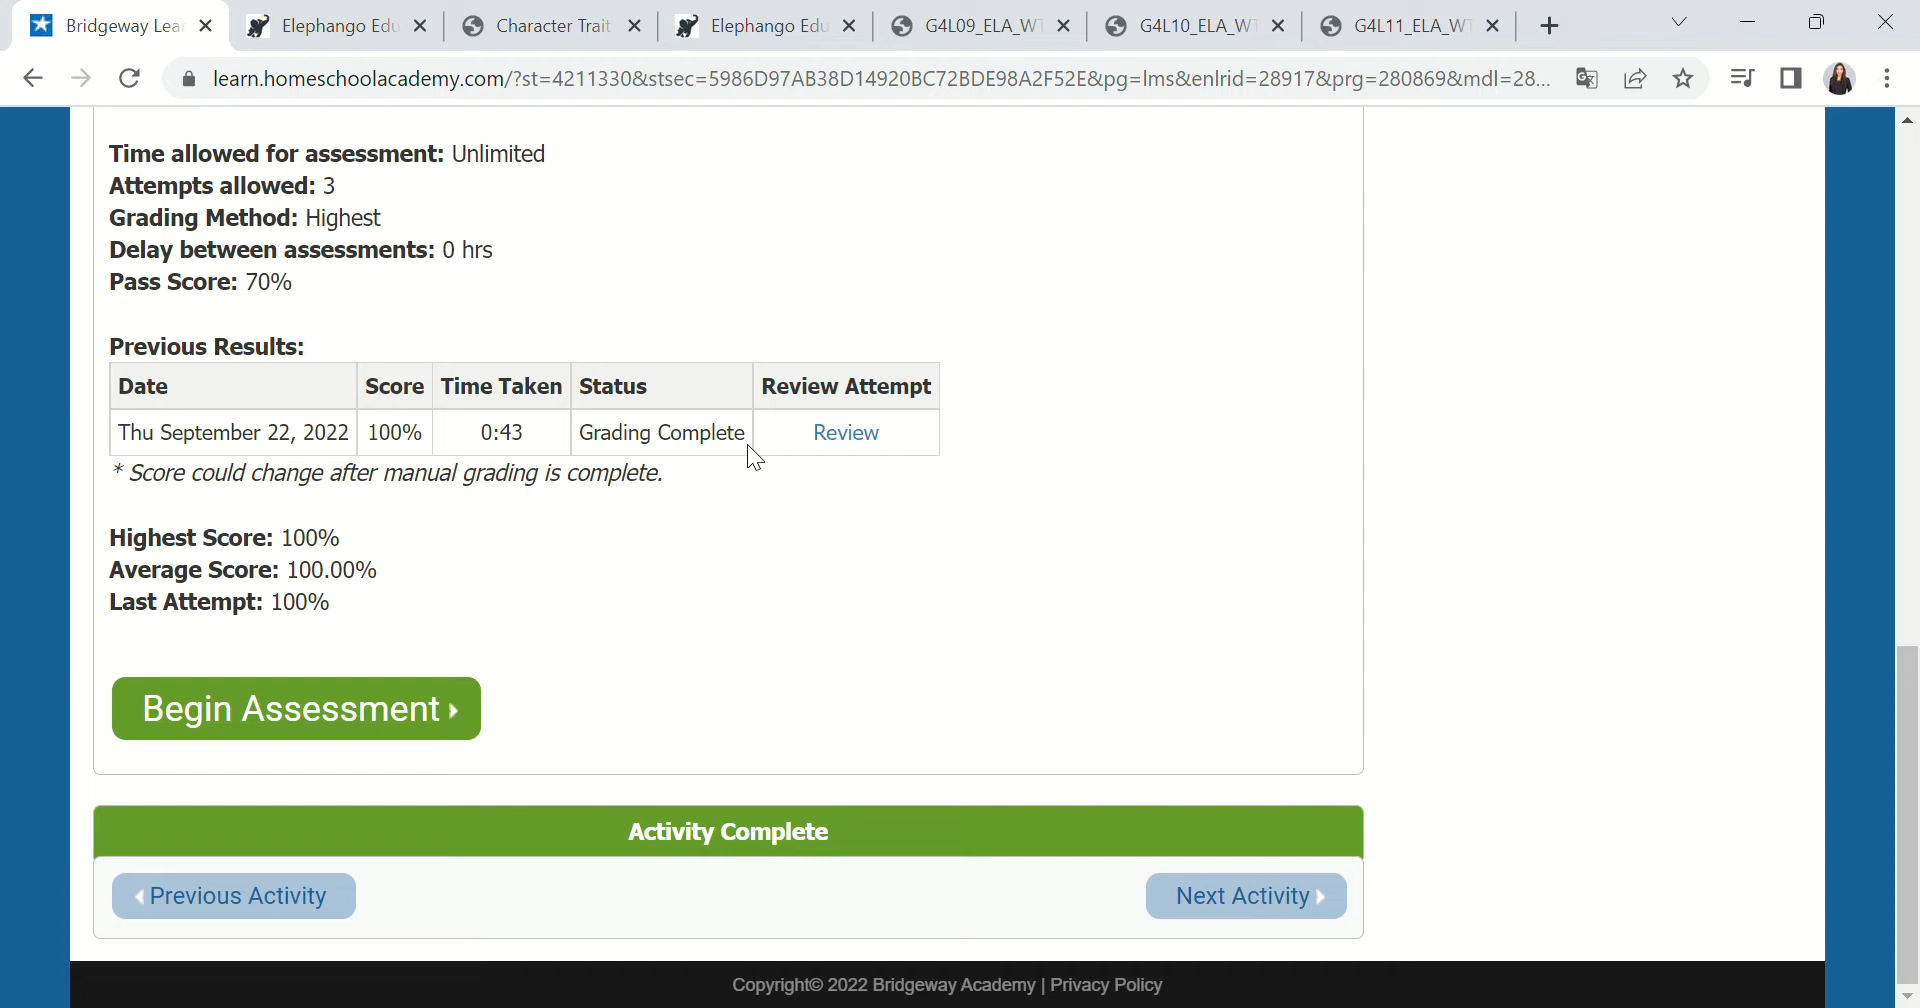 Bridgeway Lear
Elephango Edu
Character Trait
Elephango Edu
G4L09_ELA_WT
G4L10_ELA_WT
G4L11_ELA_WT
learn.homeschoolacademy.com/?st=4211330&stsec=5986D97AB38D14920BC72BDE98A2F52E&pg=lms&enlrid=28917&prg=280869&mdl=28...
Time allowed for assessment: Unlimited
Attempts allowed: 3
Grading Method: Highest
Delay between assessments: 0 hrs
Pass Score: 70%
Previous Results:
Date Score Time Taken Status Review Attempt
Thu September 22, 2022 100% 0:43 Grading Complete Review
* Score could change after manual grading is complete.
Highest Score: 100%
Average Score: 100.00%
Last Attempt: 100%
Begin Assessment
Activity Complete
Previous Activity
Next Activity
Copyright© 2022 Bridgeway Academy | Privacy Policy